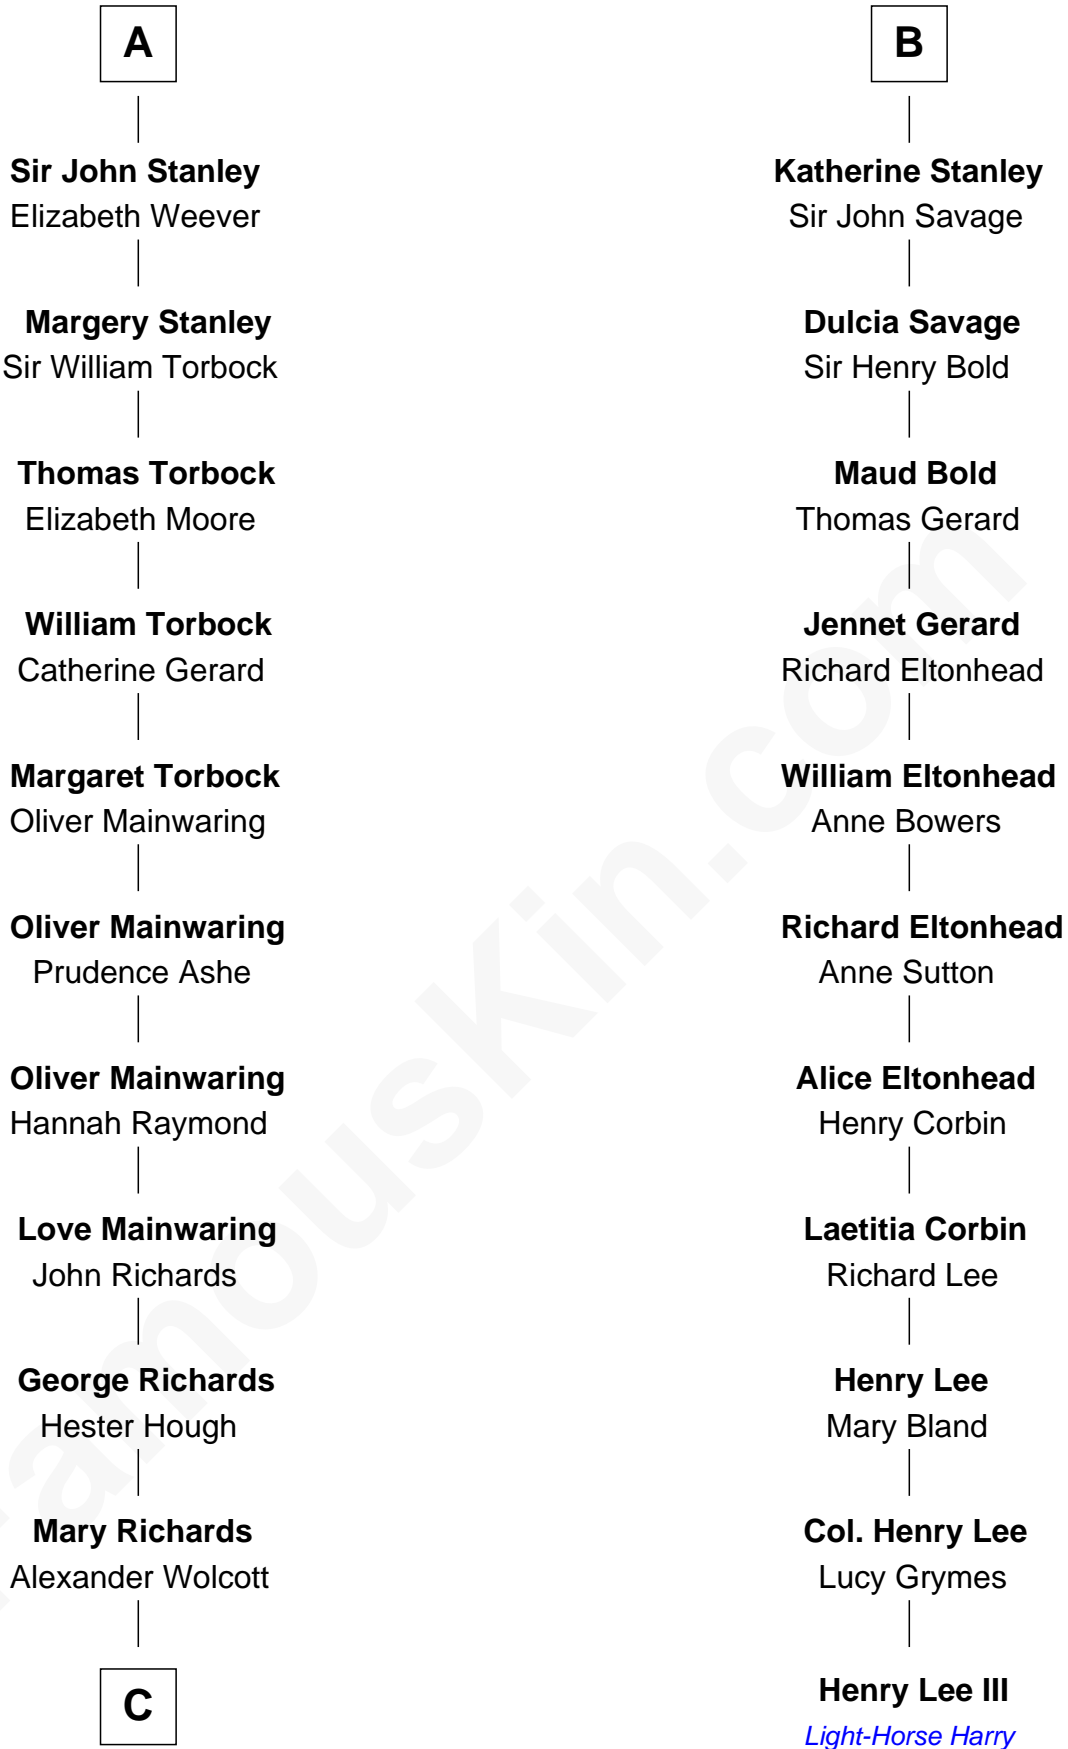 A
Sir John Stanley
Elizabeth Weever
Margery Stanley
Sir William Torbock
Thomas Torbock
Elizabeth Moore
William Torbock
Catherine Gerard
Margaret Torbock
Oliver Mainwaring
Oliver Mainwaring
Prudence Ashe
Oliver Mainwaring
Hannah Raymond
Love Mainwaring
John Richards
George Richards
Hester Hough
Mary Richards
Alexander Wolcott
C
B
Katherine Stanley
Sir John Savage
Dulcia Savage
Sir Henry Bold
Maud Bold
Thomas Gerard
Jennet Gerard
Richard Eltonhead
William Eltonhead
Anne Bowers
Richard Eltonhead
Anne Sutton
Alice Eltonhead
Henry Corbin
Laetitia Corbin
Richard Lee
Henry Lee
Mary Bland
Col. Henry Lee
Lucy Grymes
Henry Lee III
Light-Horse Harry
FamousKin.com